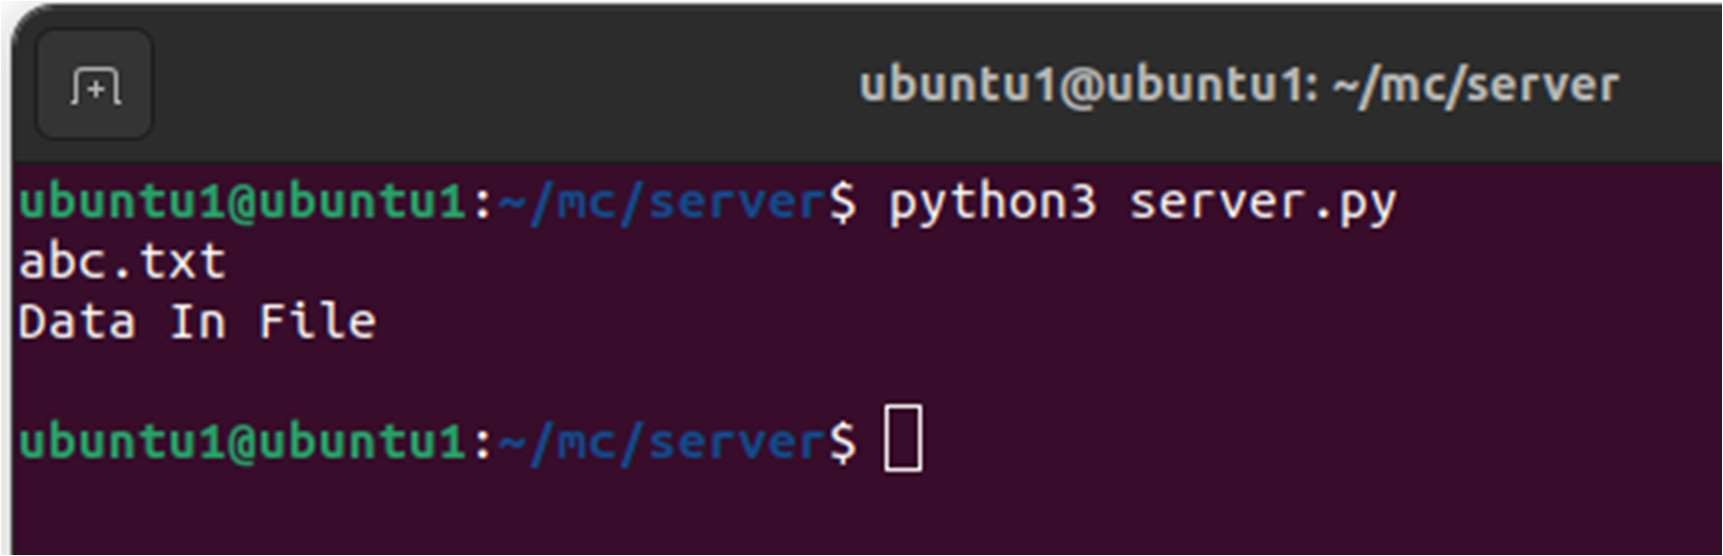 ubuntu1@ubuntu1: ~/mc/server
ubuntu1@ubuntu1:~/mc/server$ python3 server.py
abc.txt
Data In File
ubuntu1@ubuntu1:~/mc/server$